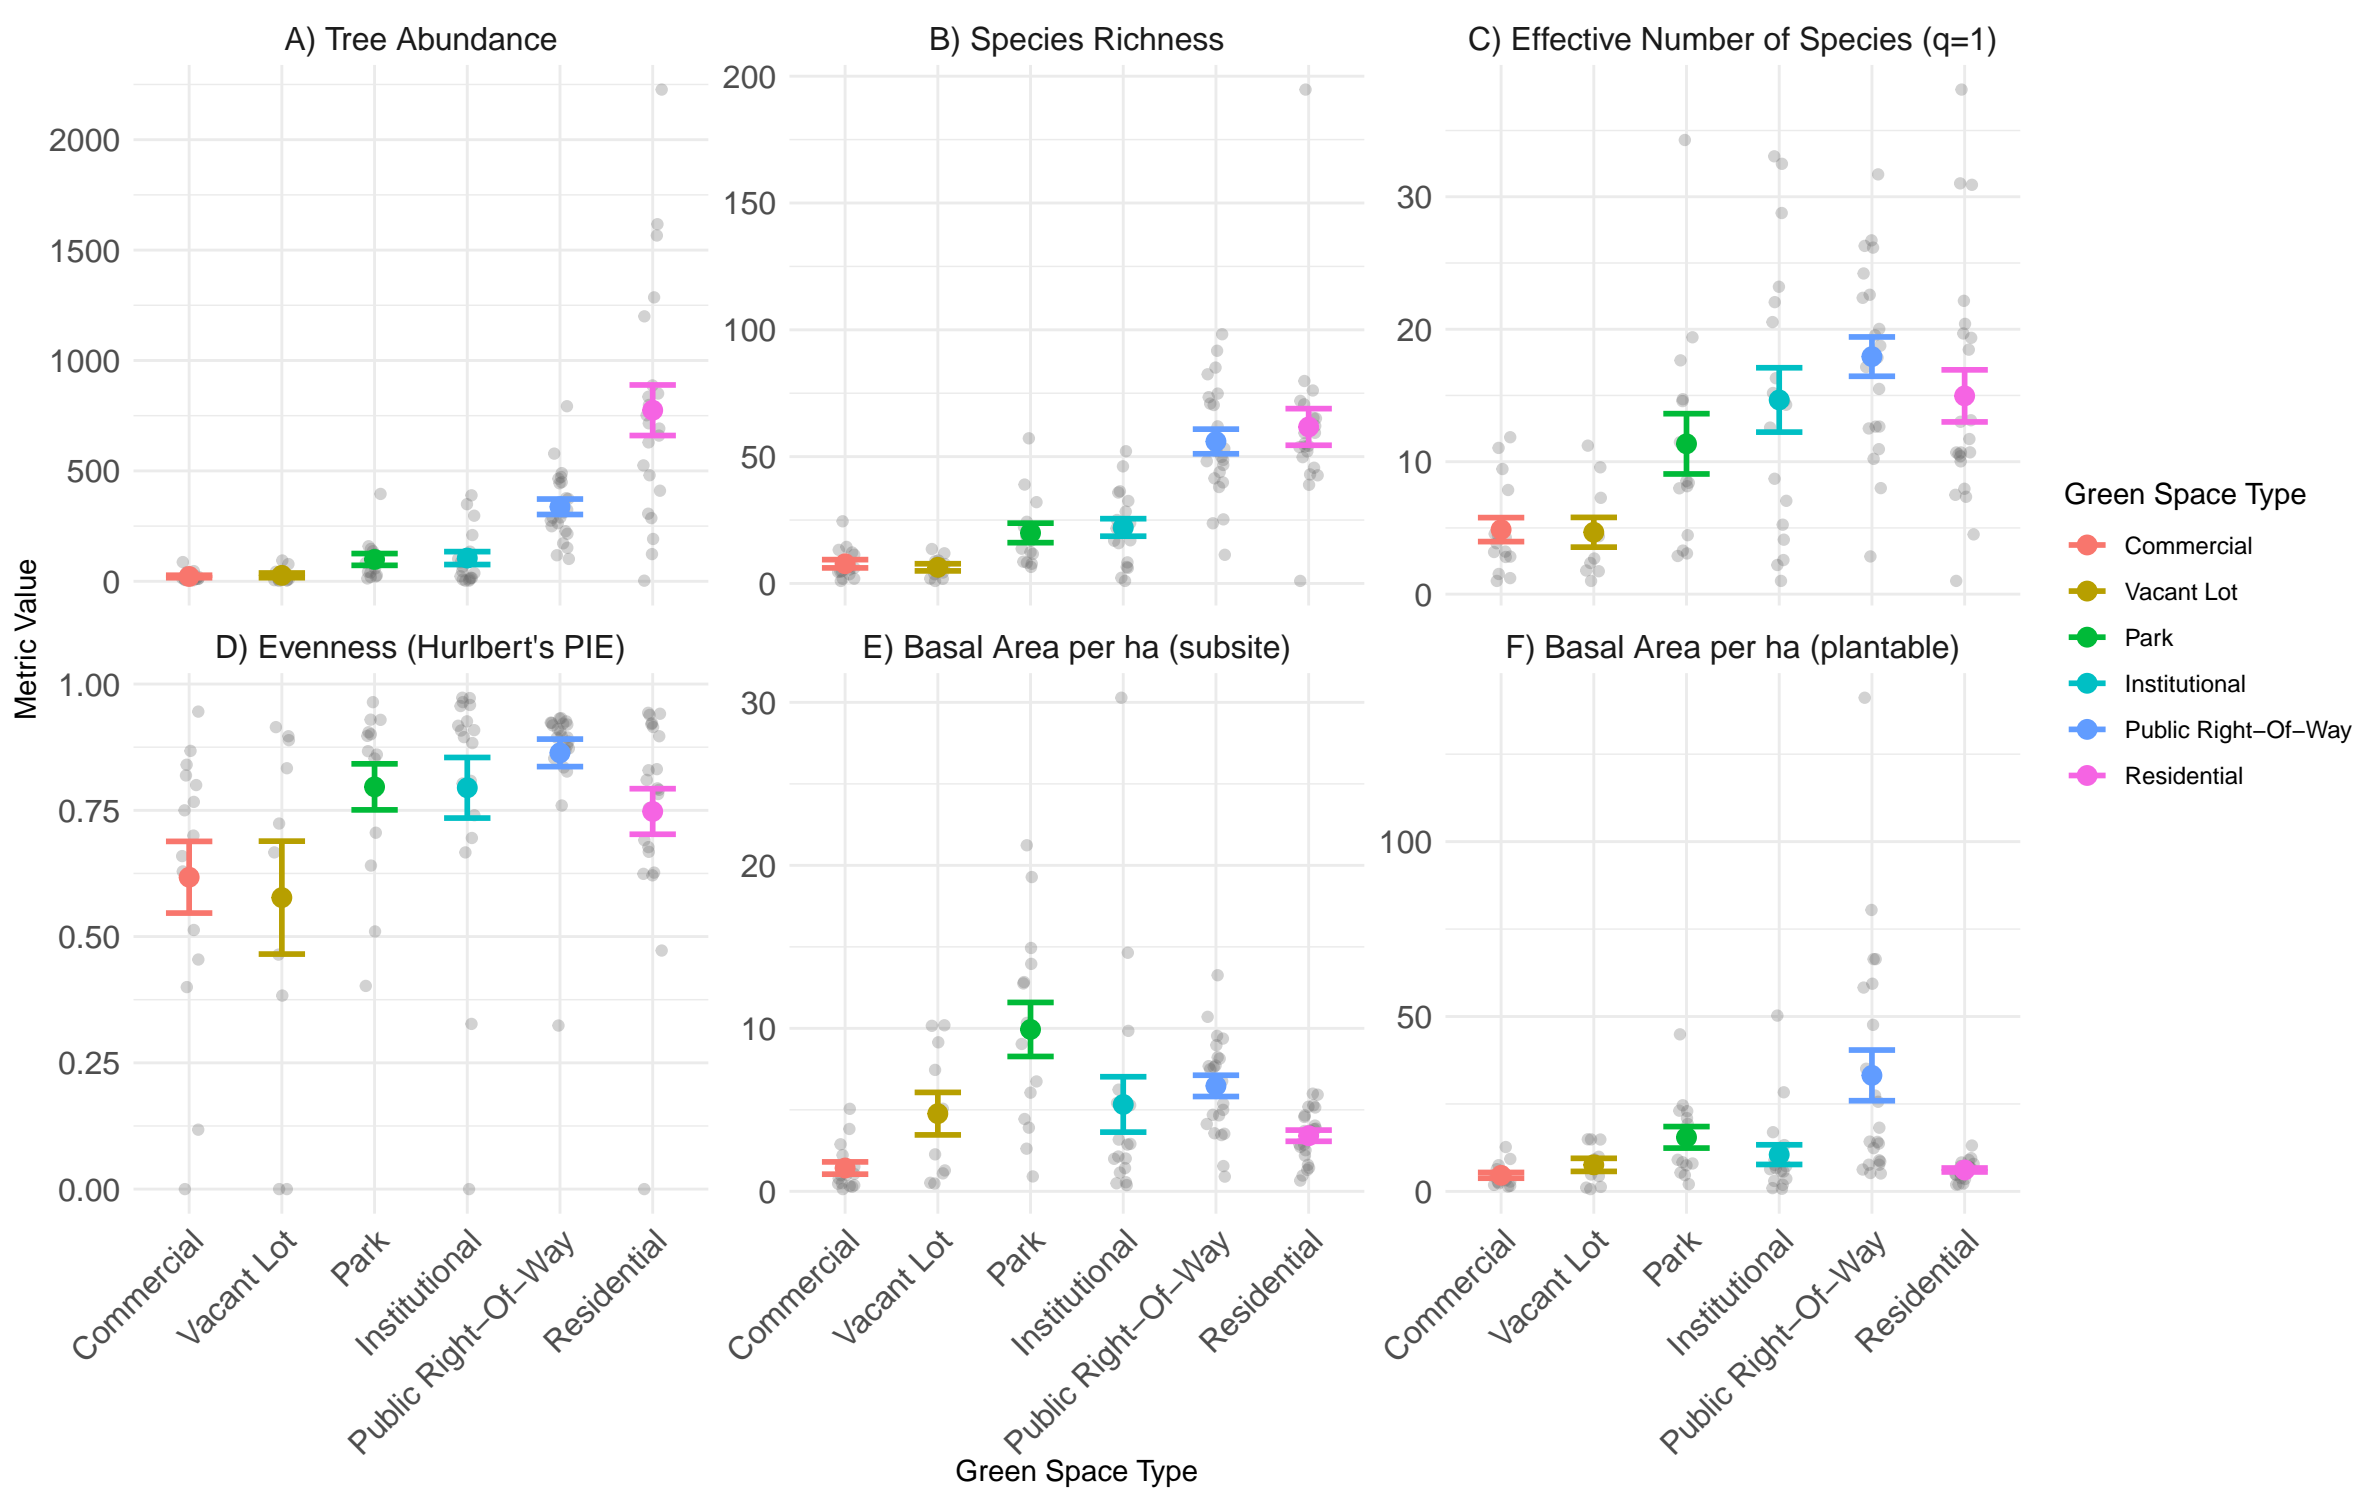 A) Tree Abundance
B) Species Richness
C) Effective Number of Species (q=1)
2000
1500
1000
500
0
200
150
100
50
0
30
20
10
0
Metric Value
D) Evenness (Hurlbert's PIE)
E) Basal Area per ha (subsite)
F) Basal Area per ha (plantable)
1.00
0.75
0.50
0.25
0.00
30
20
10
0
100
50
0
Commercial
Vacant Lot
Park
Institutional
Public Right−Of−Way
Residential
Commercial
Vacant Lot
Park
Institutional
Public Right−Of−Way
Residential
Commercial
Vacant Lot
Park
Institutional
Public Right−Of−Way
Residential
Green Space Type
Green Space Type
Commercial
Vacant Lot
Park
Institutional
Public Right−Of−Way
Residential